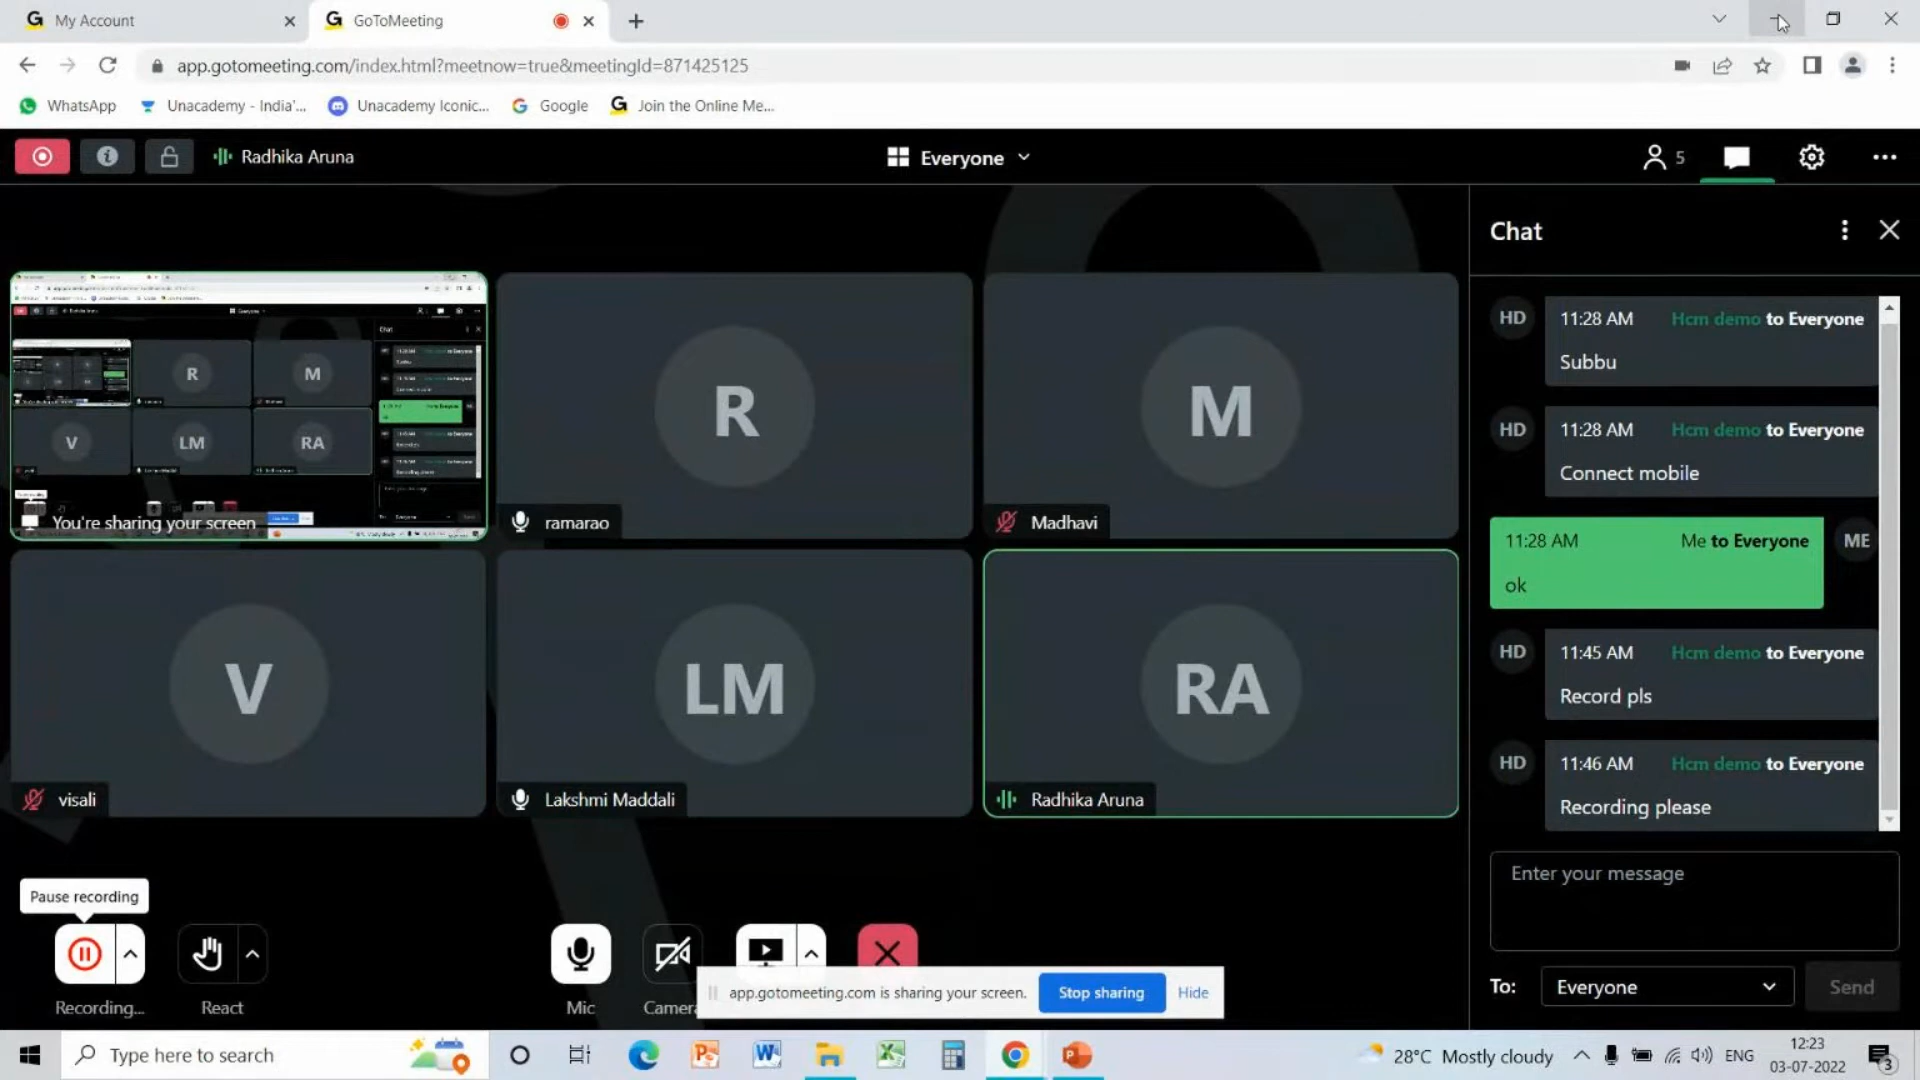 My Account
GoToMeeting
app.gotomeeting.com/index.html?meetnow=true&meetingId=871425125
WhatsApp
Unacademy - India'...
Unacademy Iconic...
Google
Join the Online Me...
Radhika Aruna
Everyone
5
Chat
HD
11:28 AM Hcm demo to Everyone
Subbu
HD
11:28 AM Hcm demo to Everyone
Connect mobile
11:28 AM Me to Everyone
ME
ok
HD
11:45 AM Hcm demo to Everyone
Record pls
HD
11:46 AM Hcm demo to Everyone
Recording please
Enter your message
To: Everyone
Send
R
M
V
LM
RA
You're sharing your screen
R
ramarao
M
Madhavi
V
visali
LM
Lakshmi Maddali
RA
Radhika Aruna
Pause recording
Recording...
React
Mic
Camer
app.gotomeeting.com is sharing your screen.
Stop sharing
Hide
Type here to search
28°C Mostly cloudy
ENG
12:23
03-07-2022
3